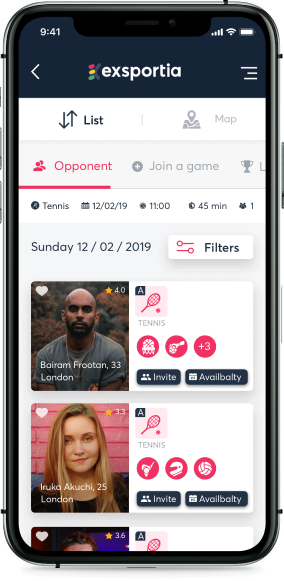 9:41
exsportia
List
Map
Opponent
Join a game
L
Tennis 12/02/19 11:00 45 min 1
Sunday 12 / 02 / 2019
Filters
4.0
A
TENNIS
+3
Bairam Frootan, 33
London
Invite
Availbalty
3.3
A
TENNIS
Iruka Akuchi, 25
London
Invite
Availbalty
3.6
A